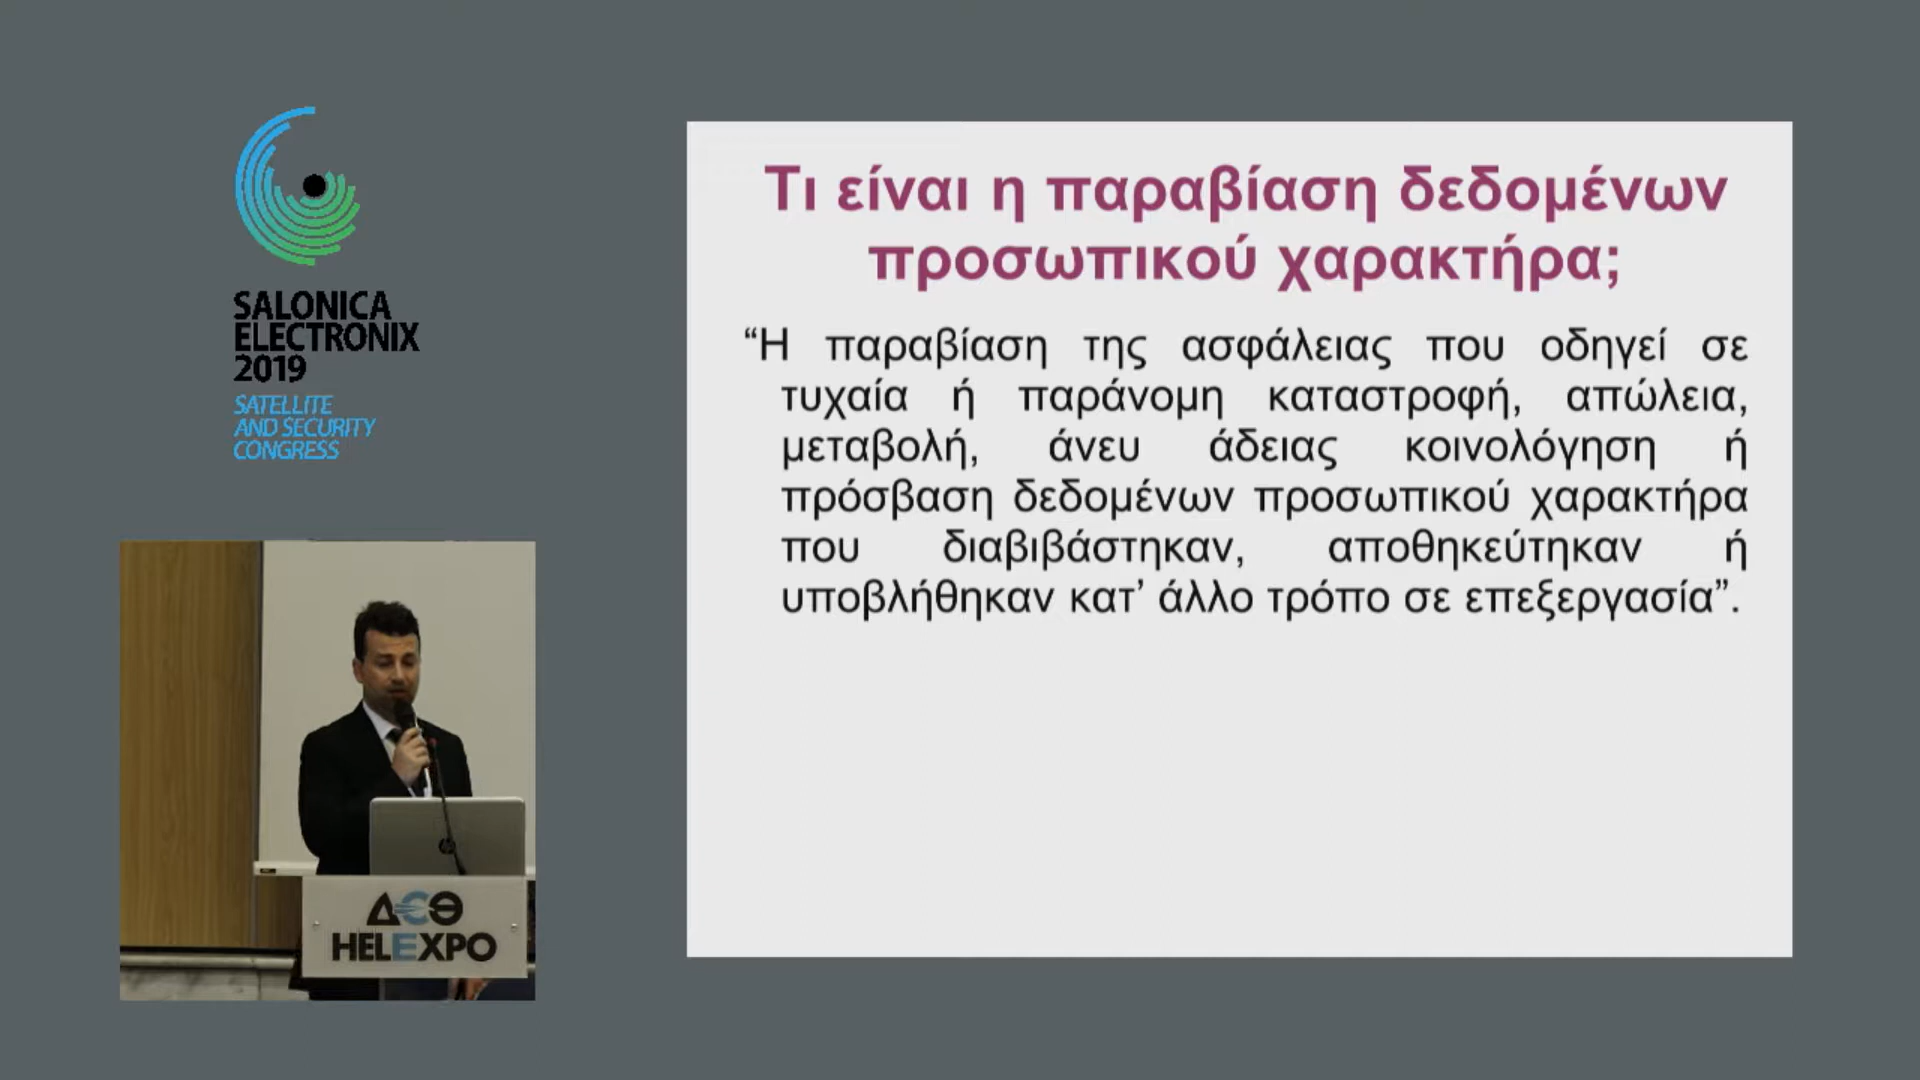 SALONICA
ELECTRONIX
2019
SATELLITE
AND SECURITY
CONGRESS
Τι είναι η παραβίαση δεδομένων
προσωπικού χαρακτήρα;
“Η παραβίαση της ασφάλειας που οδηγεί σε
τυχαία ή παράνομη καταστροφή, απώλεια,
μεταβολή, άνευ άδειας κοινολόγηση ή
πρόσβαση δεδομένων προσωπικού χαρακτήρα
που διαβιβάστηκαν, αποθηκεύτηκαν ή
υποβλήθηκαν κατ’ άλλο τρόπο σε επεξεργασία”.
ΔΕΘ
HELEXPO